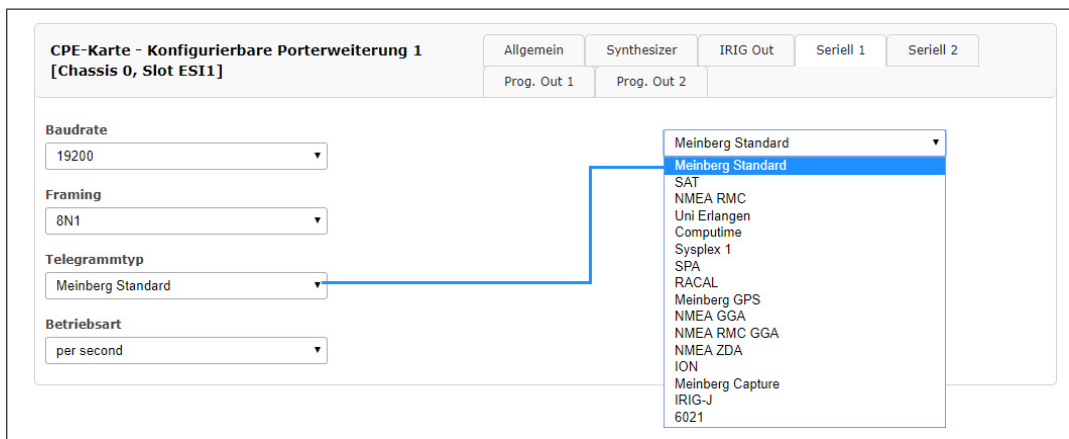 CPE-Karte - Konfigurierbare Porterweiterung 1
[Chassis 0, Slot ESI1]
Allgemein
Synthesizer
IRIG Out
Seriell 1
Seriell 2
Prog. Out 1
Prog. Out 2
Baudrate
19200
Framing
8N1
Telegrammtyp
Meinberg Standard
Betriebsart
per second
Meinberg Standard
Meinberg Standard
SAT
NMEA RMC
Uni Erlangen
Computime
Sysplex 1
SPA
RACAL
Meinberg GPS
NMEA GGA
NMEA RMC GGA
NMEA ZDA
ION
Meinberg Capture
IRIG-J
6021